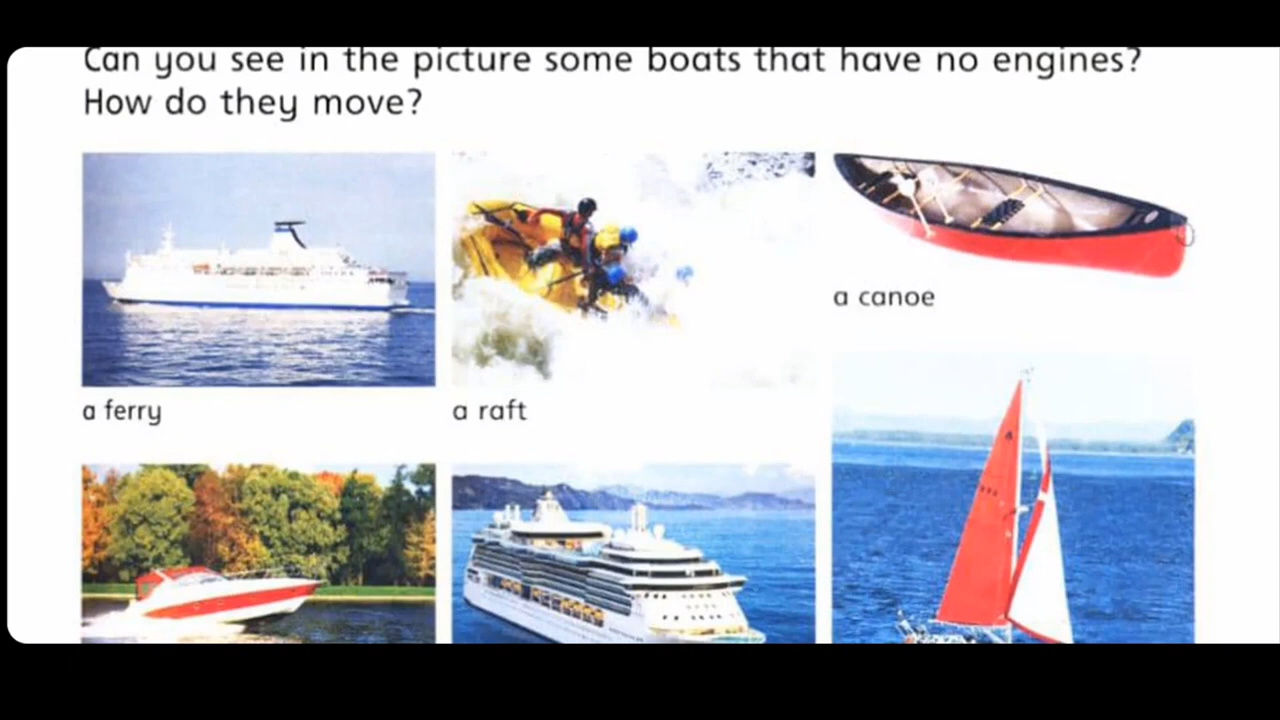 Can you see in the picture some boats that have no engines?
How do they move?
a canoe
a ferry
a raft